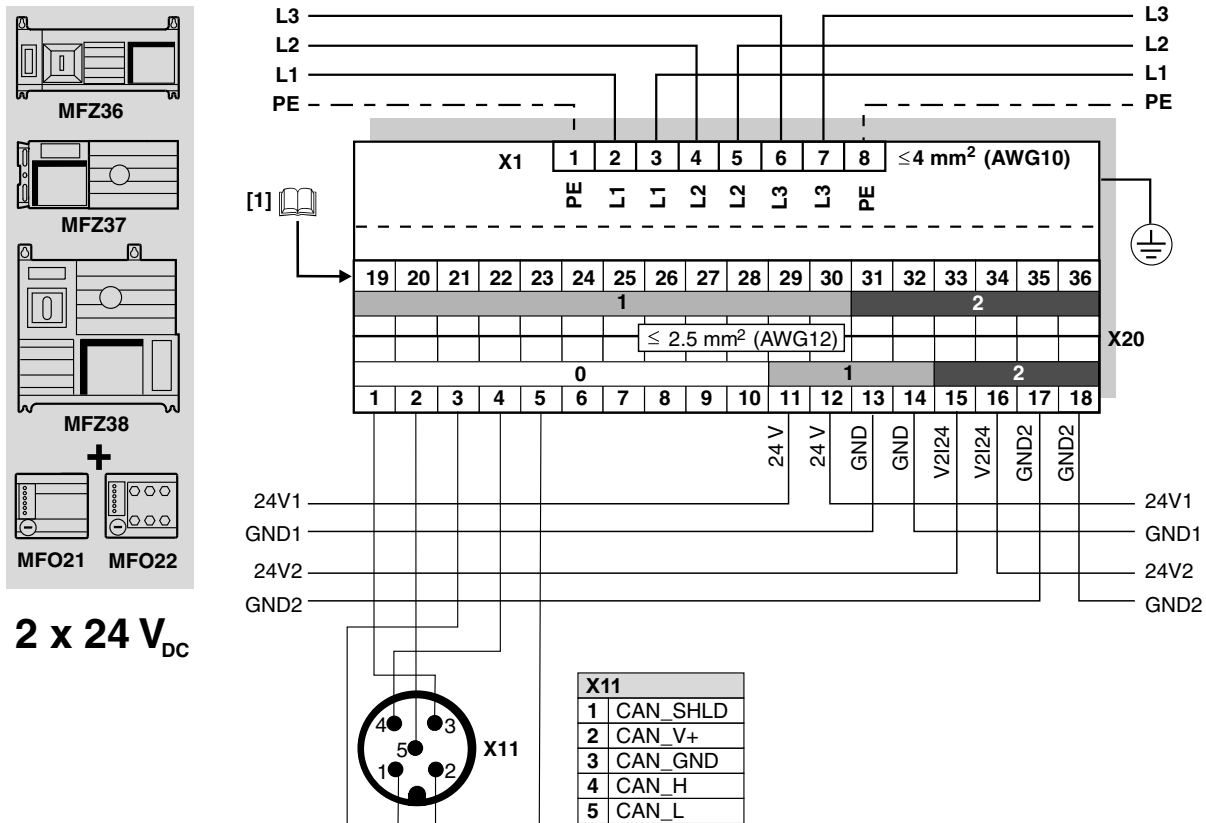 MFZ36
MFZ37
MFZ38
+
MFO21 MFO22
2 x 24 V DC
L3 L3
L2 L2
L1 L1
PE PE
X1 1 2 3 4 5 6 7 8 ≤ 4 mm² (AWG10)
PE L1 L1 L2 L2 L3 L3 PE
[1]
19 20 21 22 23 24 25 26 27 28 29 30 31 32 33 34 35 36
1 2
≤ 2.5 mm² (AWG12) X20
0 1 2
1 2 3 4 5 6 7 8 9 10 11 12 13 14 15 16 17 18
24 V 24 V GND GND V2I24 V2I24 GND2 GND2
24V1 24V1
GND1 GND1
24V2 24V2
GND2 GND2
4 3
5 X11
1 2
X11
1 CAN_SHLD
2 CAN_V+
3 CAN_GND
4 CAN_H
5 CAN_L